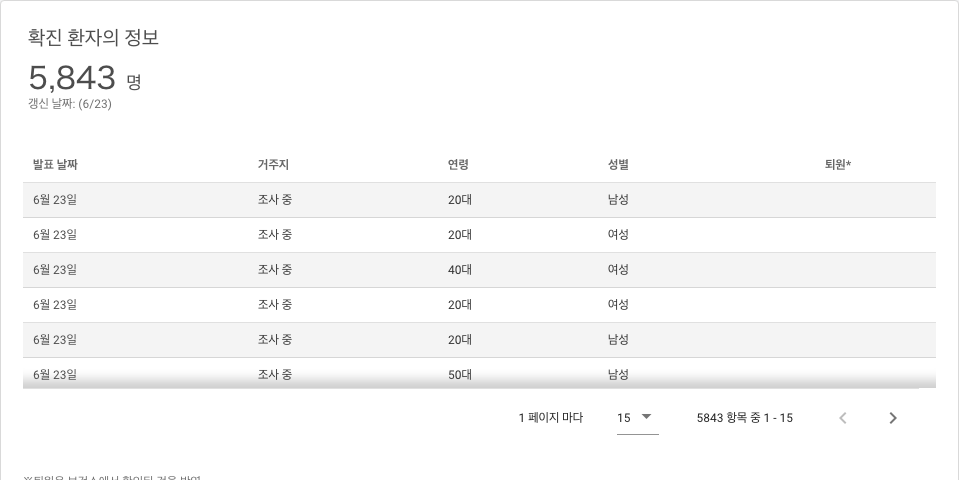 확진 환자의 정보
5,843 명
갱신 날짜: (6/23)
발표 날짜 거주지 연령 성별 퇴원*
6월 23일 조사 중 20대 남성
6월 23일 조사 중 20대 여성
6월 23일 조사 중 40대 여성
6월 23일 조사 중 20대 여성
6월 23일 조사 중 20대 남성
6월 23일 조사 중 50대 남성
1 페이지 마다 15 5843 항목 중 1 - 15